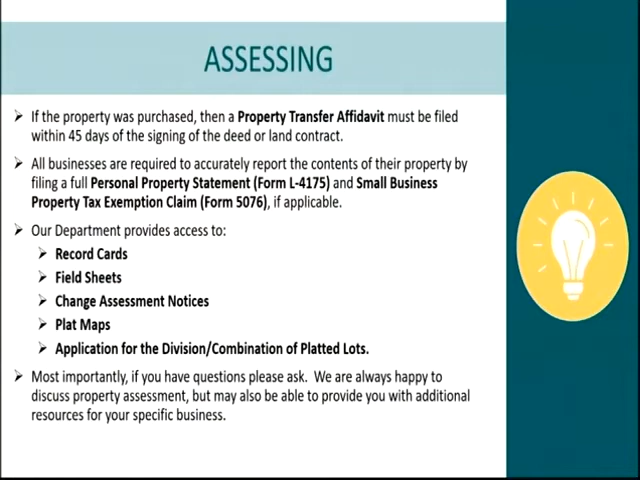 ASSESSING
➢ If the property was purchased, then a Property Transfer Affidavit must be filed
within 45 days of the signing of the deed or land contract.
➢ All businesses are required to accurately report the contents of their property by
filing a full Personal Property Statement (Form L-4175) and Small Business
Property Tax Exemption Claim (Form 5076), if applicable.
➢ Our Department provides access to:
➢ Record Cards
➢ Field Sheets
➢ Change Assessment Notices
➢ Plat Maps
➢ Application for the Division/Combination of Platted Lots.
➢ Most importantly, if you have questions please ask. We are always happy to
discuss property assessment, but may also be able to provide you with additional
resources for your specific business.